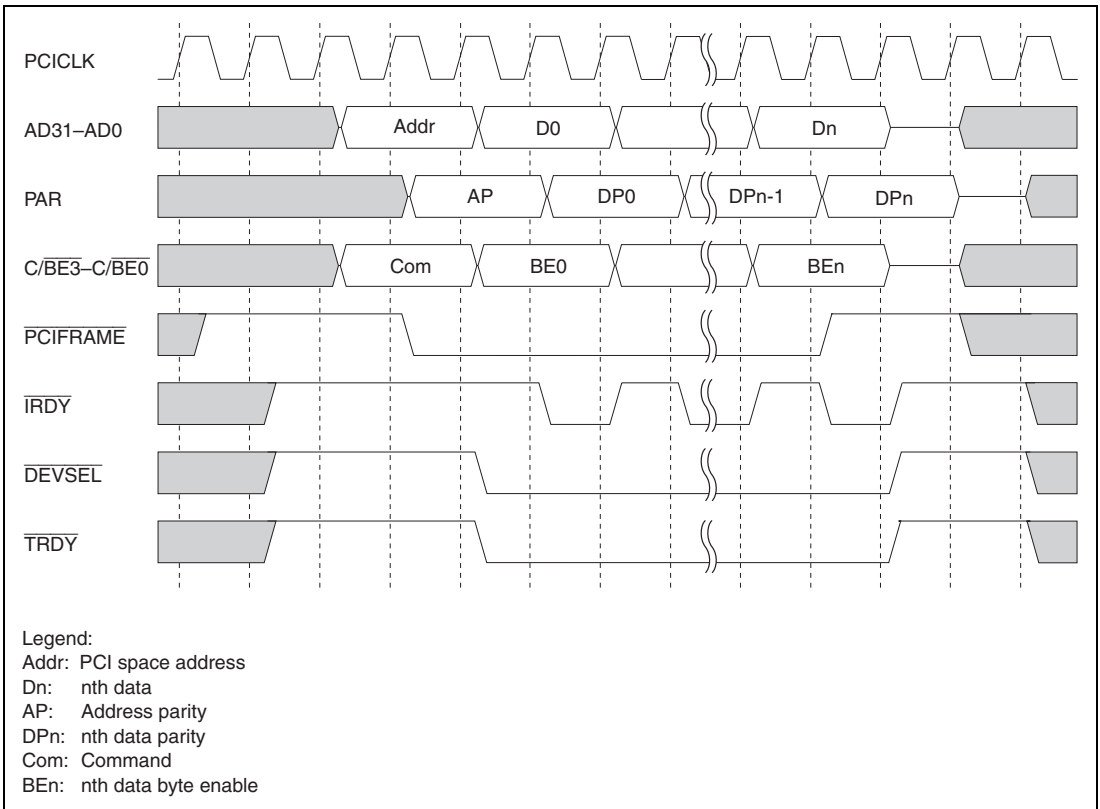 PCICLK
AD31–AD0 Addr D0 Dn
PAR AP DP0 DPn-1 DPn
C/BE3–C/BE0 Com BE0 BEn
PCIFRAME
IRDY
DEVSEL
TRDY
Legend:
Addr: PCI space address
Dn: nth data
AP: Address parity
DPn: nth data parity
Com: Command
BEn: nth data byte enable